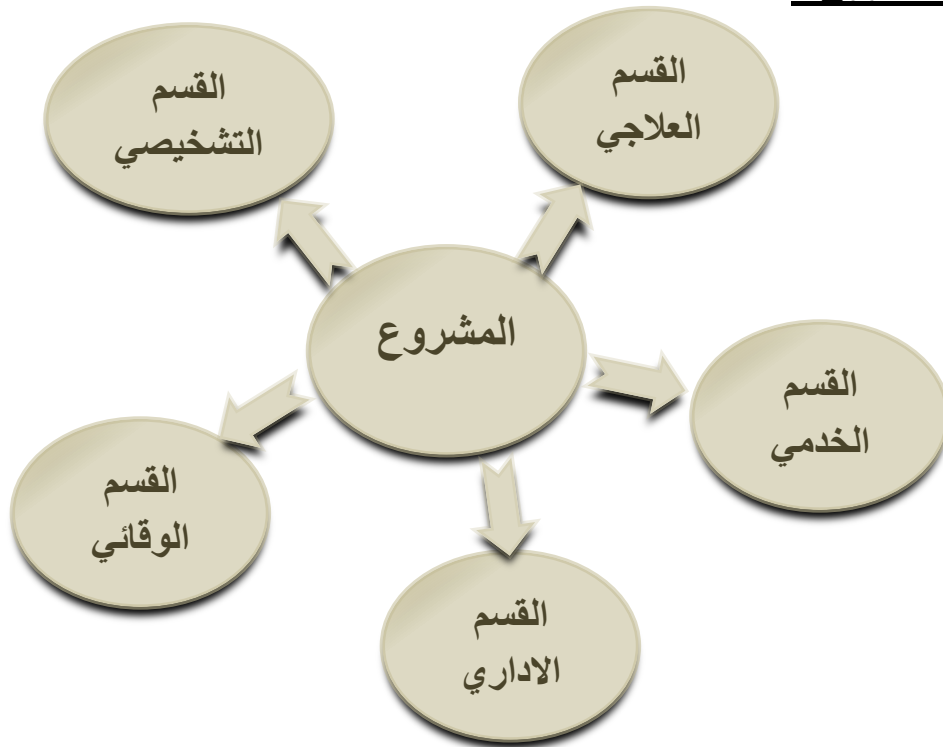 القسم
العلاجي
القسم
التشخيصي
المشروع
القسم
الخدمي
القسم
الوقائي
القسم
الاداري